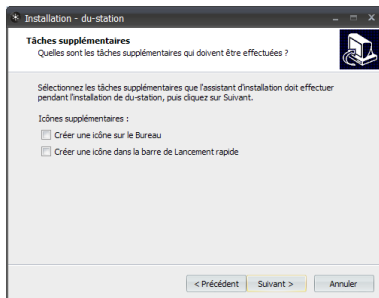 Installation - du-station
Tâches supplémentaires
Quelles sont les tâches supplémentaires qui doivent être effectuées ?
Sélectionnez les tâches supplémentaires que l'assistant d'installation doit effectuer
pendant l'installation de du-station, puis cliquez sur Suivant.
Icônes supplémentaires :
Créer une icône sur le Bureau
Créer une icône dans la barre de Lancement rapide
< Précédent
Suivant >
Annuler